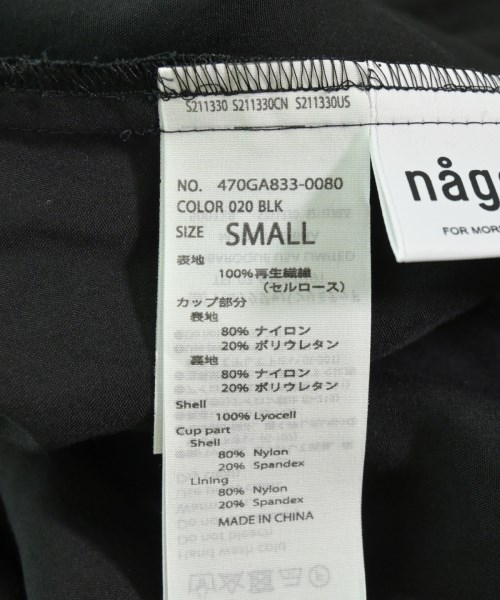 S211330 S211330CN S211330US
NO. 470GA833-0080
COLOR 020 BLK
SIZE SMALL
表地
100%再生繊維
(セルロース)
カップ部分
表地
80% ナイロン
20% ポリウレタン
裏地
80% ナイロン
20% ポリウレタン
Shell
100% Lyocell
Cup part
Shell
80% Nylon
20% Spandex
Lining
80% Nylon
20% Spandex
MADE IN CHINA
någ
FOR MOR